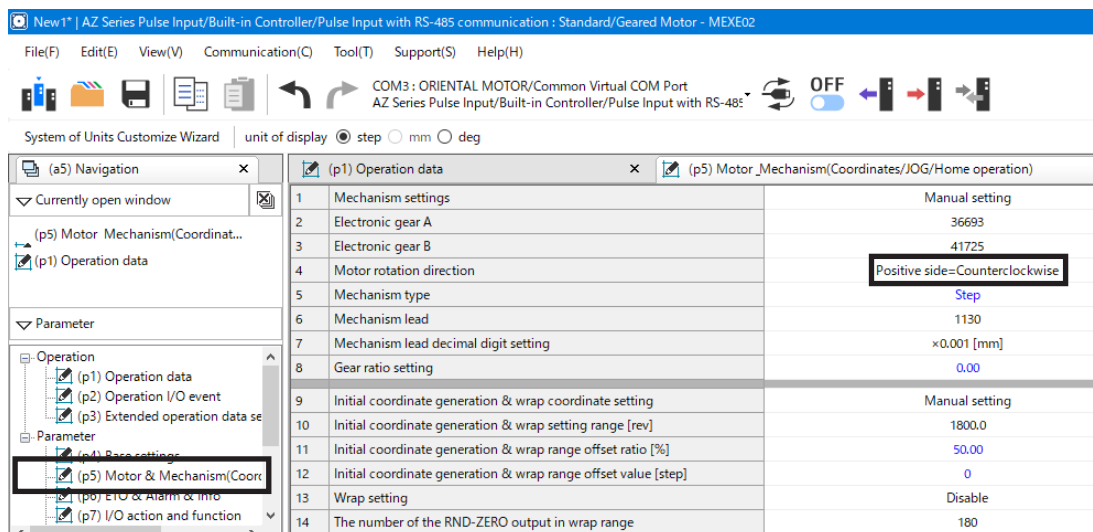 New1* | AZ Series Pulse Input/Built-in Controller/Pulse Input with RS-485 communication : Standard/Geared Motor - MEXE02
File(F) Edit(E) View(V) Communication(C) Tool(T) Support(S) Help(H)
COM3 : ORIENTAL MOTOR/Common Virtual COM Port
AZ Series Pulse Input/Built-in Controller/Pulse Input with RS-485
OFF
System of Units Customize Wizard unit of display step mm deg
(a5) Navigation x
(p1) Operation data x (p5) Motor_Mechanism(Coordinates/JOG/Home operation)
Currently open window
(p5) Motor Mechanism(Coordinat...
(p1) Operation data
Parameter
Operation
(p1) Operation data
(p2) Operation I/O event
(p3) Extended operation data se
Parameter
(p4) Base settings
(p5) Motor & Mechanism(Coord
(p6) ETO & Alarm & Info
(p7) I/O action and function
1 Mechanism settings Manual setting
2 Electronic gear A 36693
3 Electronic gear B 41725
4 Motor rotation direction Positive side=Counterclockwise
5 Mechanism type Step
6 Mechanism lead 1130
7 Mechanism lead decimal digit setting ×0.001 [mm]
8 Gear ratio setting 0.00
9 Initial coordinate generation & wrap coordinate setting Manual setting
10 Initial coordinate generation & wrap setting range [rev] 1800.0
11 Initial coordinate generation & wrap range offset ratio [%] 50.00
12 Initial coordinate generation & wrap range offset value [step] 0
13 Wrap setting Disable
14 The number of the RND-ZERO output in wrap range 180